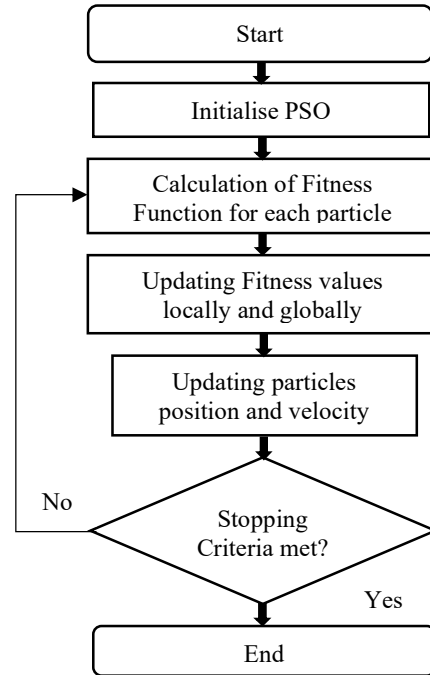 Start
Initialise PSO
Calculation of Fitness
Function for each particle
Updating Fitness values
locally and globally
Updating particles
position and velocity
No
Stopping
Criteria met?
Yes
End